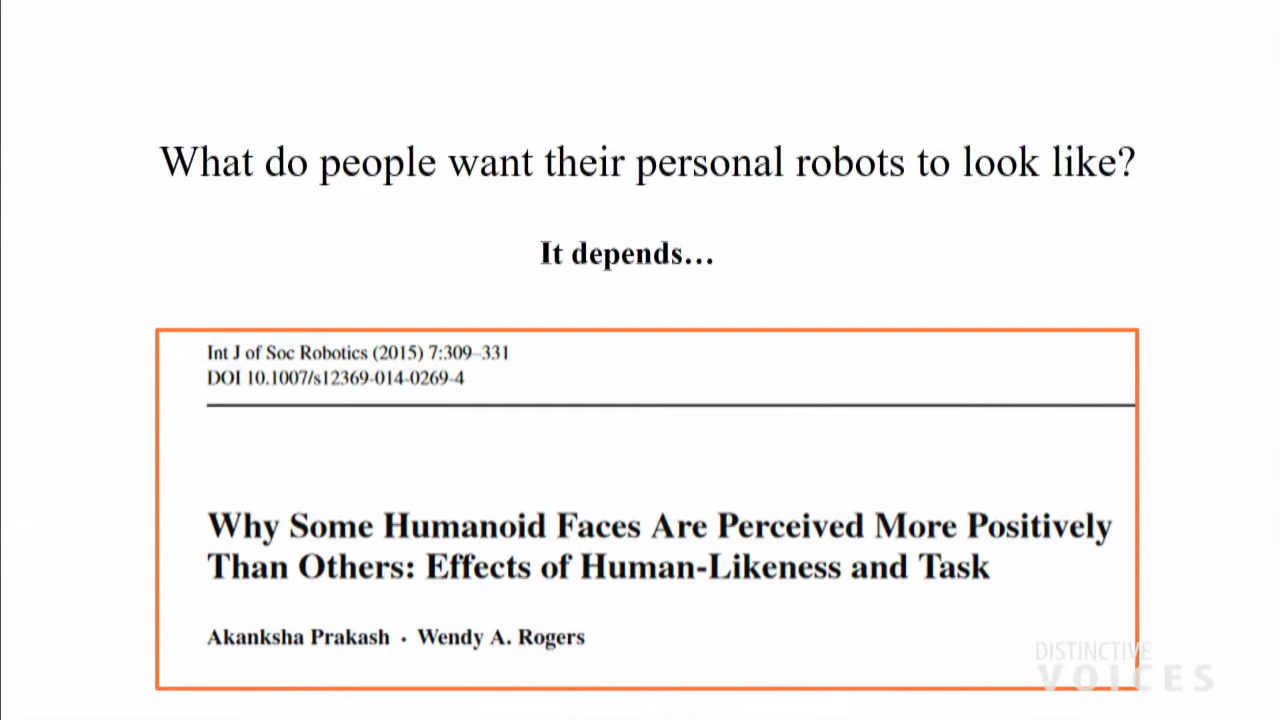 What do people want their personal robots to look like?
It depends...
Int J of Soc Robotics (2015) 7:309–331
DOI 10.1007/s12369-014-0269-4
Why Some Humanoid Faces Are Perceived More Positively
Than Others: Effects of Human-Likeness and Task
Akanksha Prakash · Wendy A. Rogers
DISTINCTIVE
VOICES